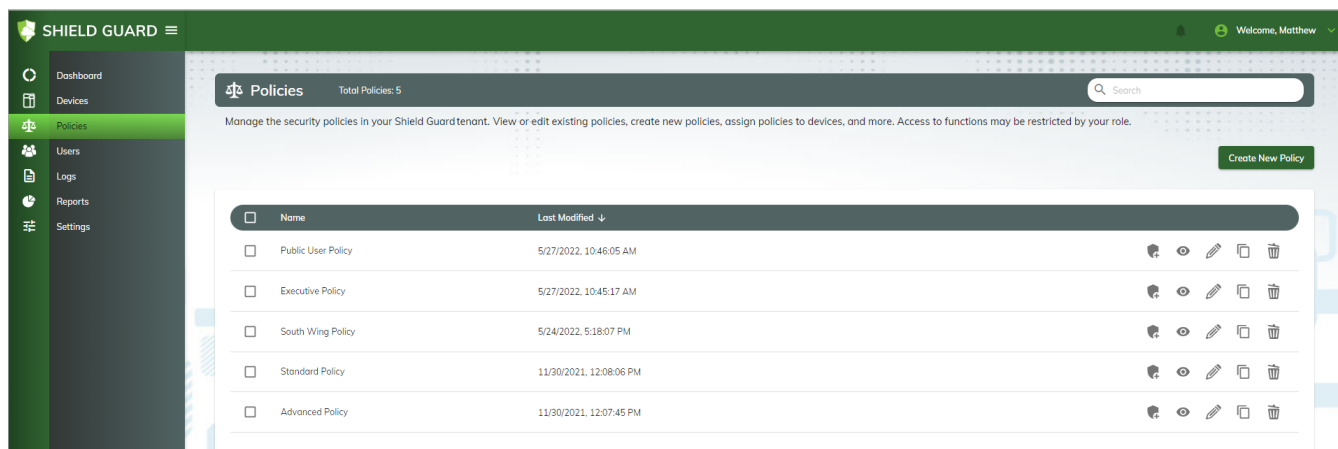 SHIELD GUARD
Welcome, Matthew
Dashboard
Devices
Policies
Users
Logs
Reports
Settings
Policies Total Policies: 5 Search
Manage the security policies in your Shield Guard tenant. View or edit existing policies, create new policies, assign policies to devices, and more. Access to functions may be restricted by your role.
Create New Policy
Name Last Modified ↓
Public User Policy 5/27/2022, 10:46:05 AM
Executive Policy 5/27/2022, 10:45:17 AM
South Wing Policy 5/24/2022, 5:18:07 PM
Standard Policy 11/30/2021, 12:08:06 PM
Advanced Policy 11/30/2021, 12:07:45 PM